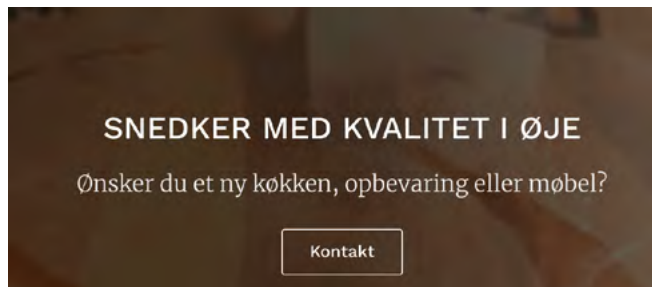 SNEDKER MED KVALITET I ØJE
Ønsker du et ny køkken, opbevaring eller møbel?
Kontakt